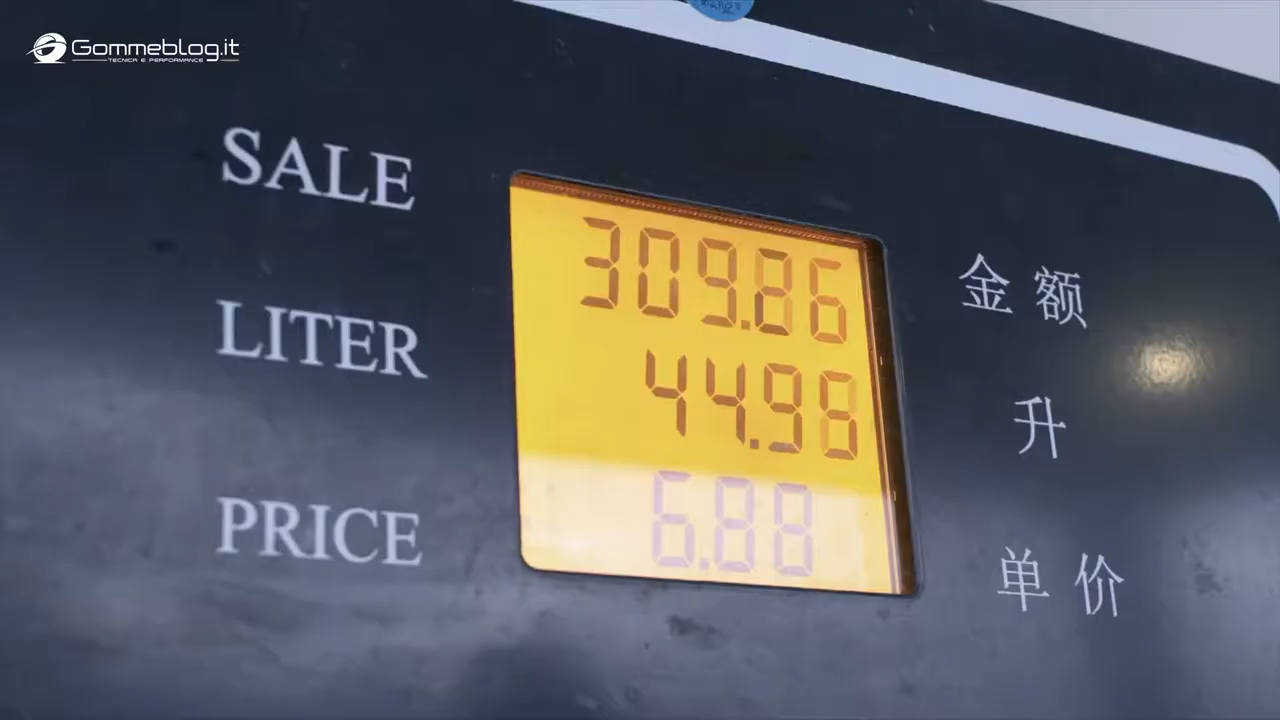 Gommeblog.it
TECNICA E PERFORMANCE
SALE 309.86 金额
LITER 44.98 升
PRICE 6.88 单价